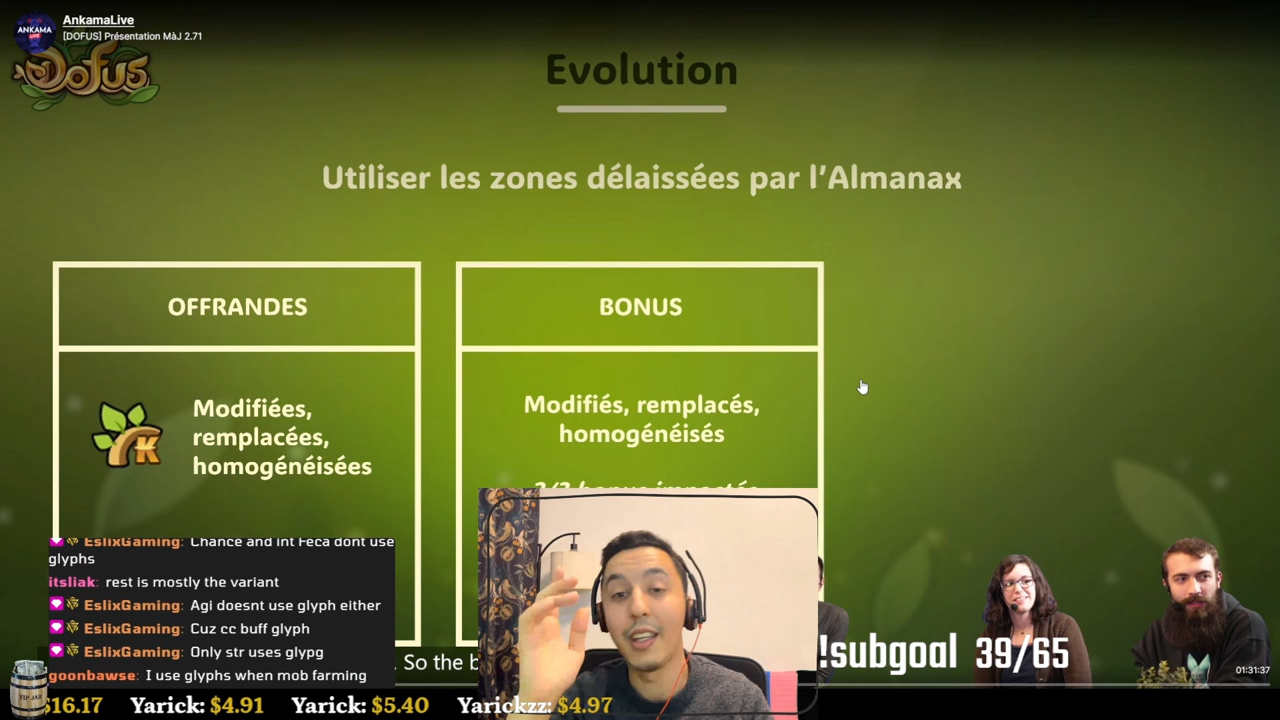 AnkamaLive
[DOFUS] Présentation MàJ 2.71
ANKAMA
LIVE
DOFUS
Evolution
Utiliser les zones délaissées par l'Almanax
OFFRANDES
Modifiées,
remplacées,
homogénéisées
K
BONUS
Modifiés, remplacés,
homogénéisés
EslixGaming: Chance and int Feca dont use
glyphs
itsliak: rest is mostly the variant
EslixGaming: Agi doesnt use glyph either
EslixGaming: Cuz cc buff glyph
EslixGaming: Only str uses glypg
goonbawse: I use glyphs when mob farming
. So the b
!subgoal 39/65
01:31:37
TIP JAR
$16.17 Yarick: $4.91 Yarick: $5.40 Yarickzz: $4.97